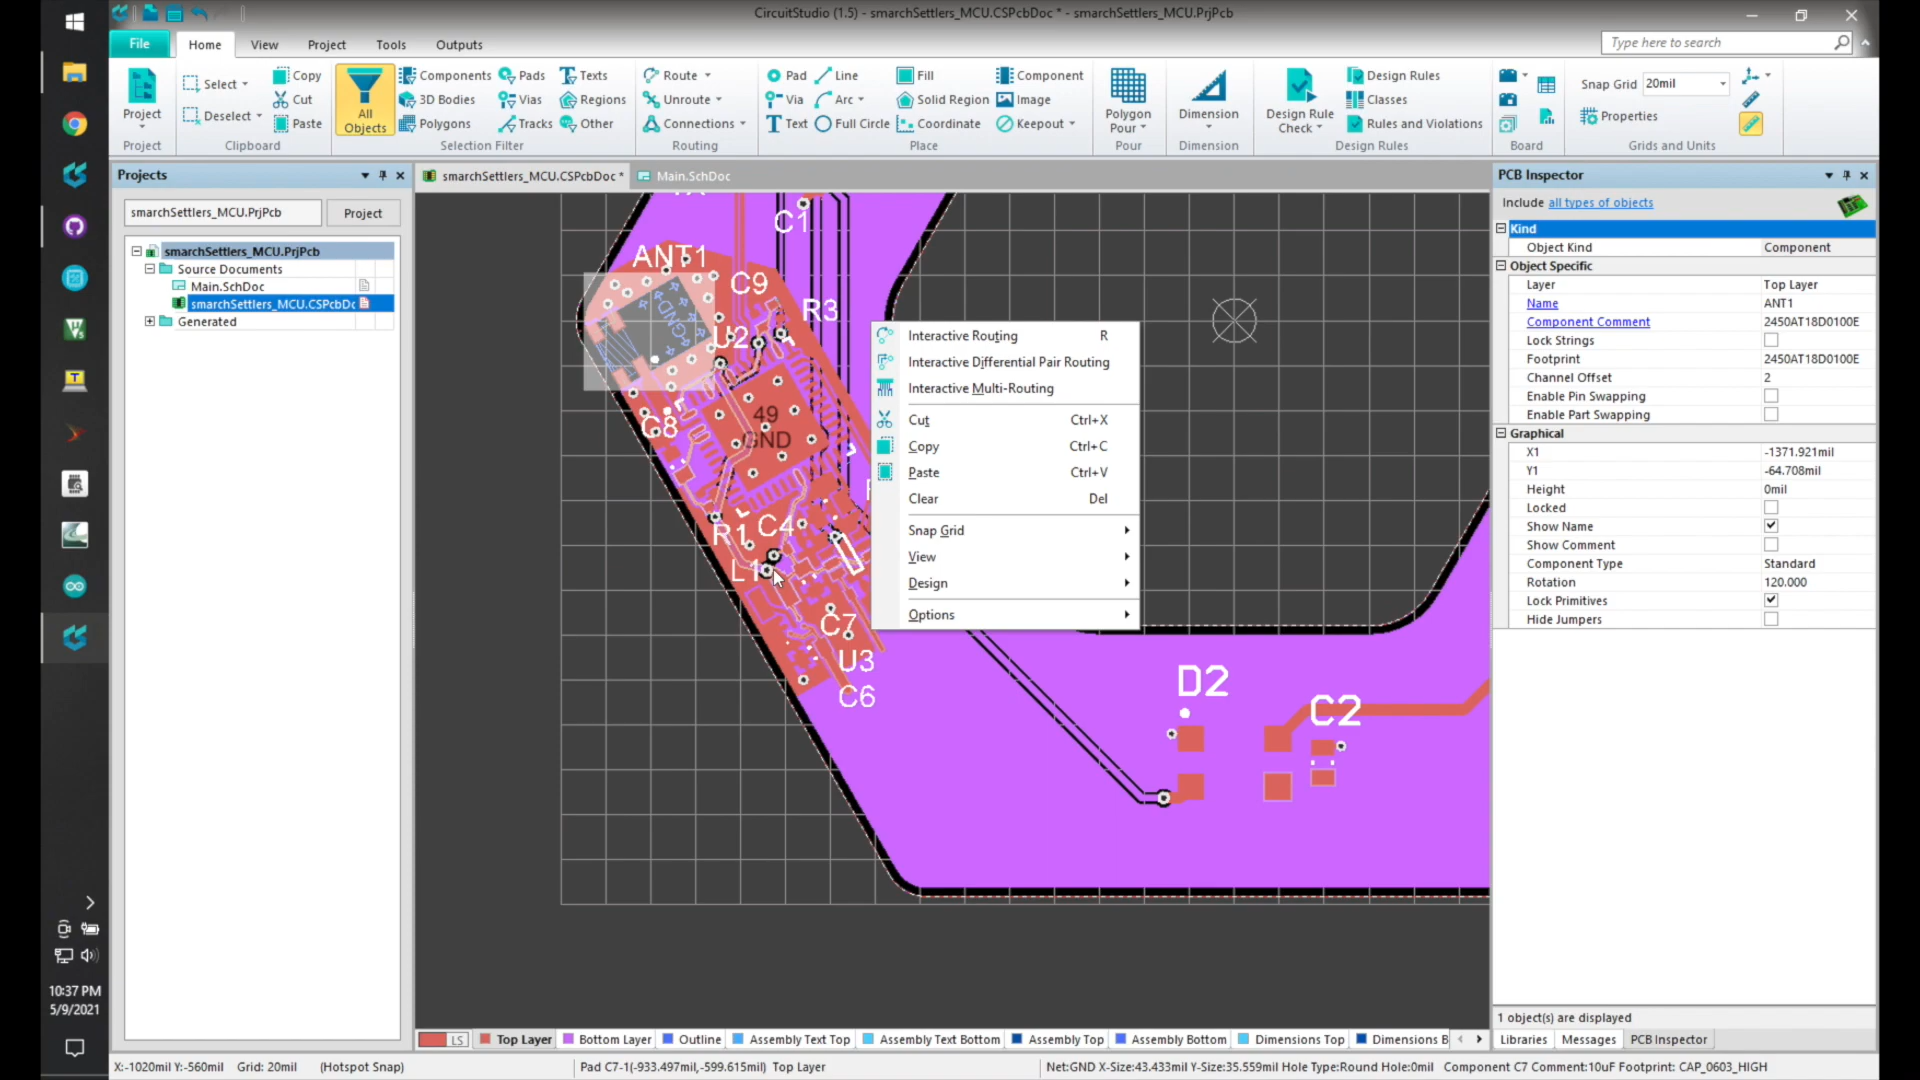 CircuitStudio (1.5) - smarchSettlers_MCU.CSPcbDoc * - smarchSettlers_MCU.PrjPcb
File Home View Project Tools Outputs
Type here to search
Project
Project
Select
Deselect
Copy
Cut
Paste
Clipboard
All Objects
Components Pads Texts
3D Bodies Vias Regions
Polygons Tracks Other
Selection Filter
Route
Unroute
Connections
Routing
Pad Line Fill Component
Via Arc Solid Region Image
Text Full Circle Coordinate Keepout
Place
Polygon Pour
Pour
Dimension
Dimension
Design Rule Check
Design Rules
Classes
Rules and Violations
Design Rules
Board
Snap Grid 20mil
Properties
Grids and Units
Projects
smarchSettlers_MCU.PrjPcb Project
smarchSettlers_MCU.PrjPcb
Source Documents
Main.SchDoc
smarchSettlers_MCU.CSPcbDc
Generated
smarchSettlers_MCU.CSPcbDoc * Main.SchDoc
C1
ANT1
C9
R3
GND
U2
49
GND
C8
R1 C4
L1
C7
U3
C6
D2
C2
Interactive Routing R
Interactive Differential Pair Routing
Interactive Multi-Routing
Cut Ctrl+X
Copy Ctrl+C
Paste Ctrl+V
Clear Del
Snap Grid
View
Design
Options
PCB Inspector
Include all types of objects
Kind
Object Kind Component
Object Specific
Layer Top Layer
Name ANT1
Component Comment 2450AT18D0100E
Lock Strings
Footprint 2450AT18D0100E
Channel Offset 2
Enable Pin Swapping
Enable Part Swapping
Graphical
X1 -1371.921mil
Y1 -64.708mil
Height 0mil
Locked
Show Name
Show Comment
Component Type Standard
Rotation 120.000
Lock Primitives
Hide Jumpers
1 object(s) are displayed
Libraries Messages PCB Inspector
10:37 PM
5/9/2021
LS Top Layer Bottom Layer Outline Assembly Text Top Assembly Text Bottom Assembly Top Assembly Bottom Dimensions Top Dimensions B
X:-1020mil Y:-560mil Grid: 20mil (Hotspot Snap) Pad C7-1(-933.497mil,-599.615mil) Top Layer Net:GND X-Size:43.433mil Y-Size:35.559mil Hole Type:Round Hole:0mil Component C7 Comment:10uF Footprint: CAP_0603_HIGH